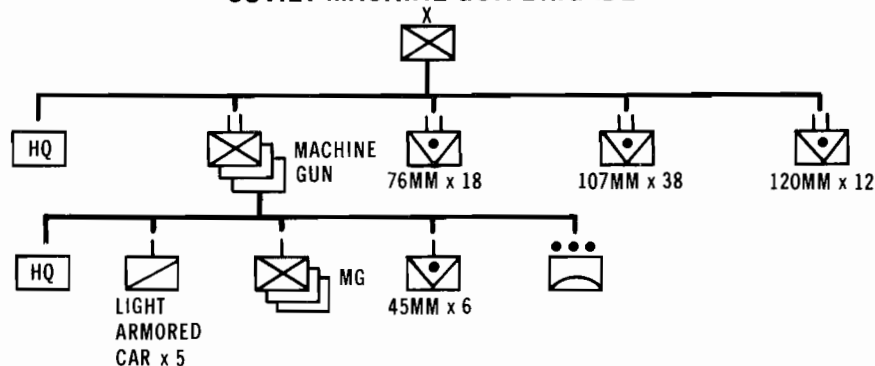 SOVIET MACHINE GUN BRIGADE
X
HQ
MACHINE
GUN
76MM x 18
107MM x 38
120MM x 12
HQ
LIGHT
ARMORED
CAR x 5
MG
45MM x 6